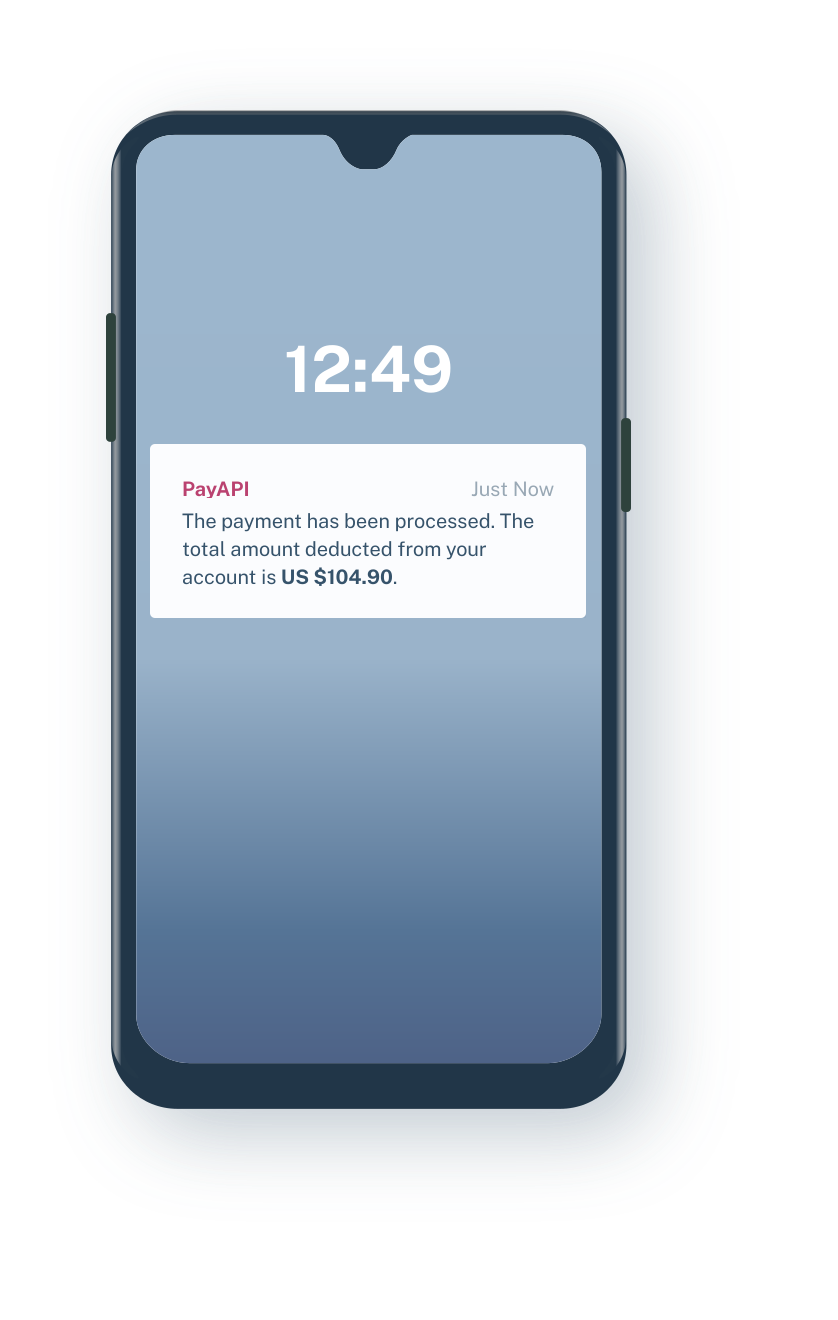 12:49
PayAPI Just Now
The payment has been processed. The
total amount deducted from your
account is US $104.90.